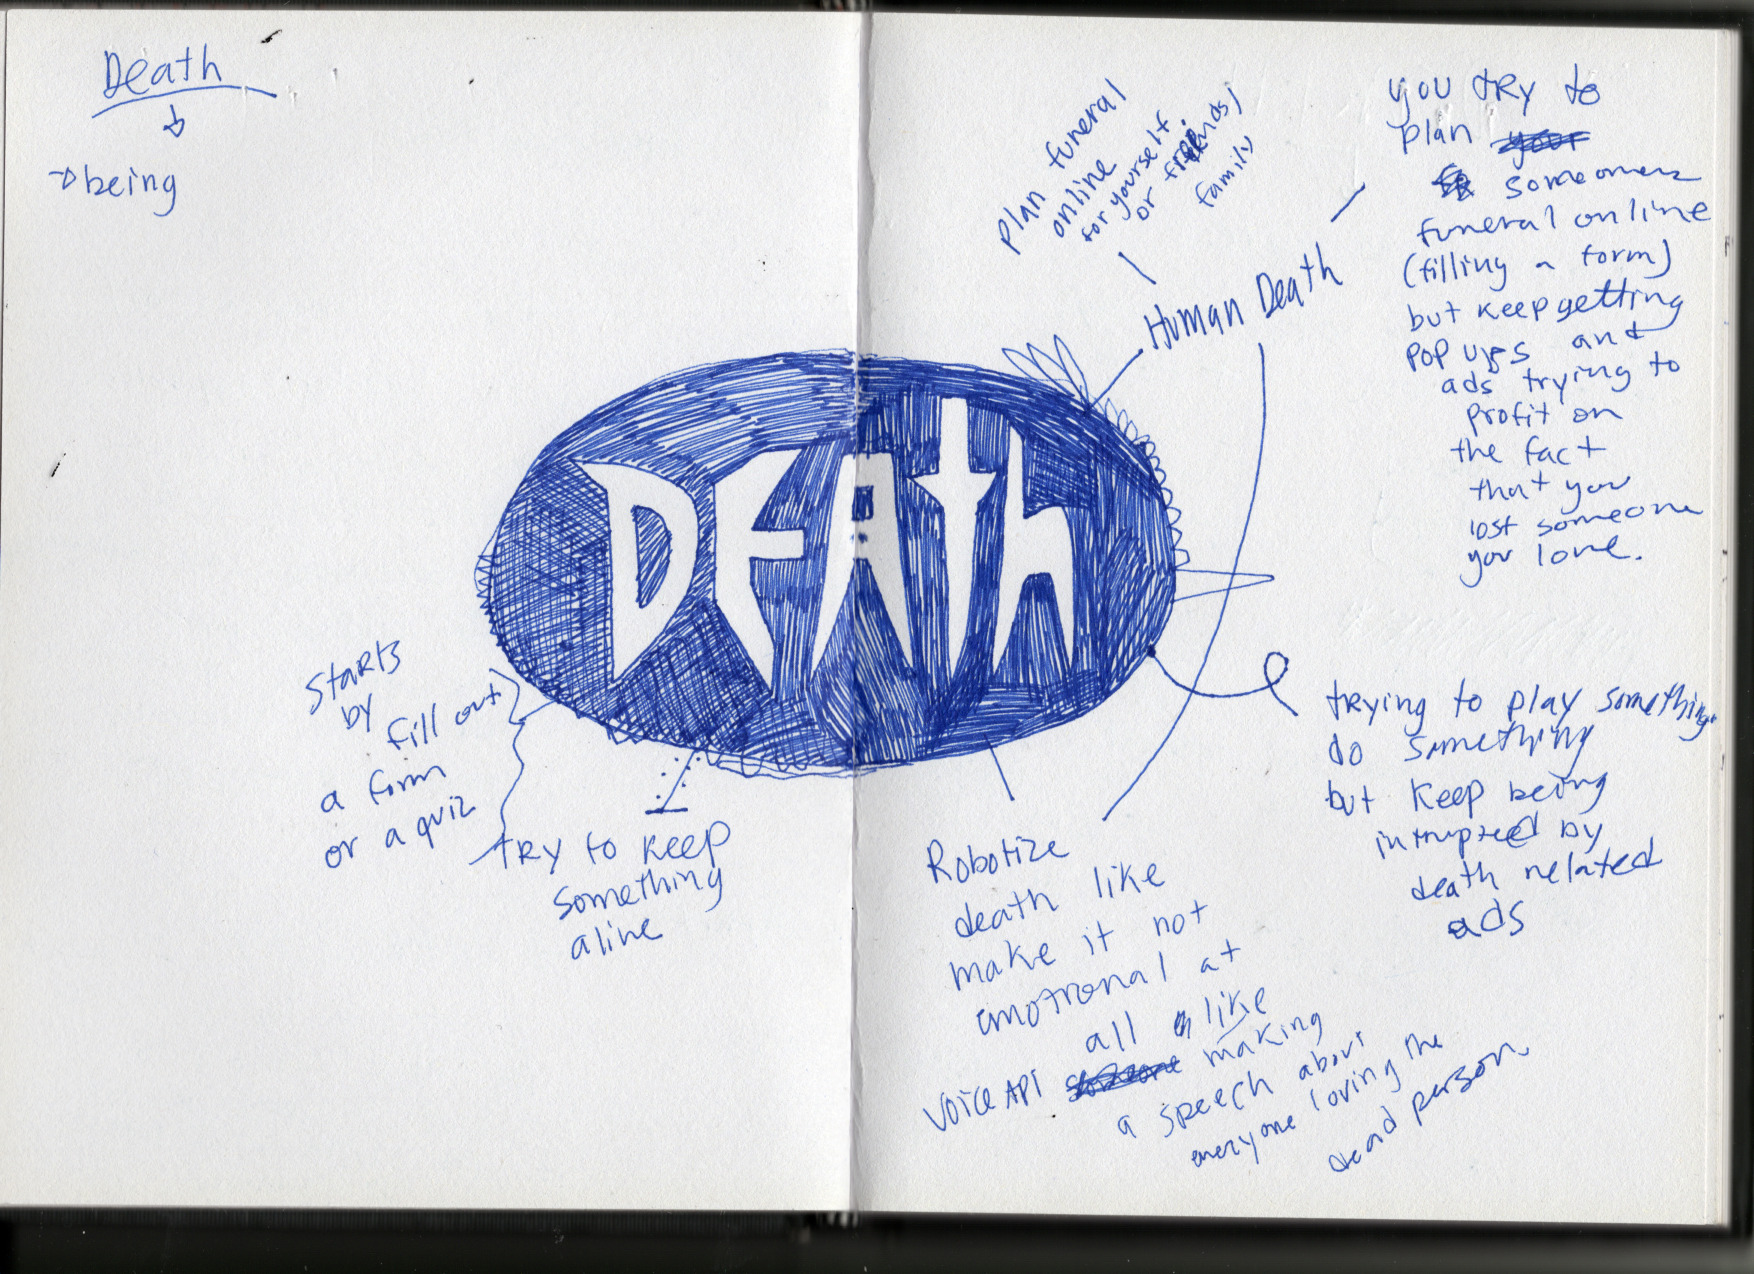 Death
being
DEATH
Starts
by
fill out
a form
or a quiz
try to keep
something
alive
Plan funeral
online
for yourself
or friends/
family
Human Death
you try to
plan
someones
funeral online
(filling a form)
but keep getting
pop ups and
ads trying to
profit on
the fact
that you
lost someone
you love.
trying to play something.
do something
but keep being
intrupted by
death related
ads
Robotize
death like
make it not
emotional at
all like
voice API making
a speech about
everyone loving the
dead person.